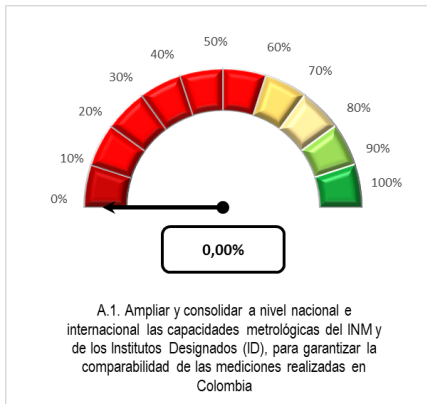 0%
10%
20%
30%
40%
50%
60%
70%
80%
90%
100%
0,00%
A.1. Ampliar y consolidar a nivel nacional e
internacional las capacidades metrológicas del INM y
de los Institutos Designados (ID), para garantizar la
comparabilidad de las mediciones realizadas en
Colombia